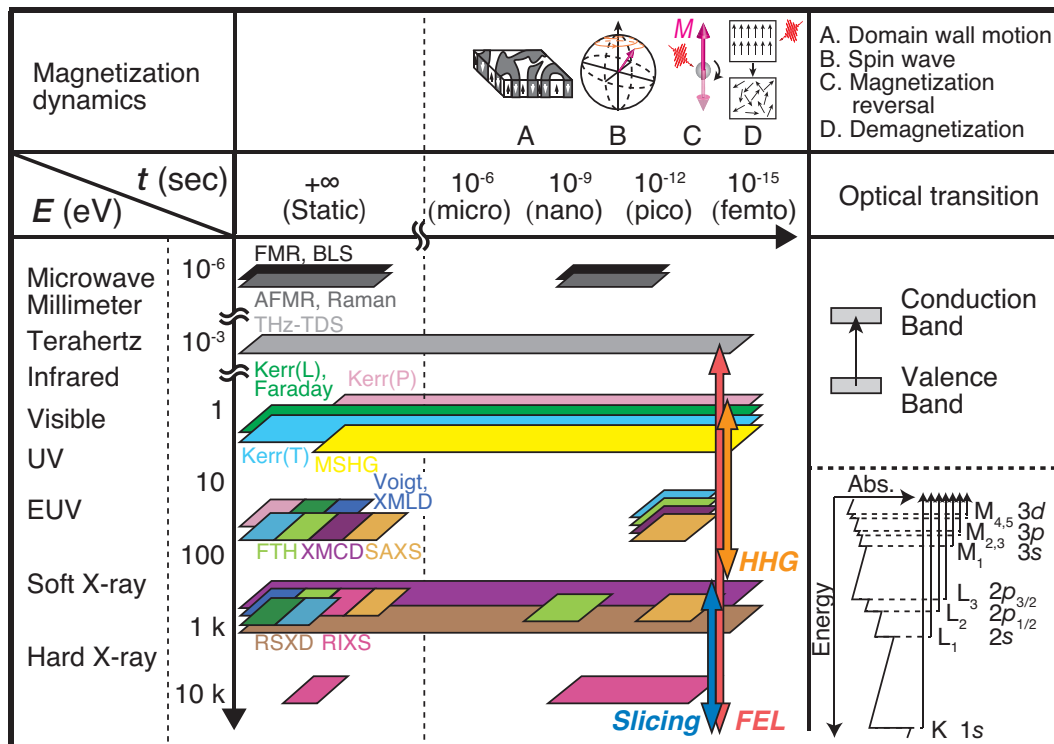 Magnetization
dynamics
M
A
B
C
D
A. Domain wall motion
B. Spin wave
C. Magnetization
reversal
D. Demagnetization
t (sec)
E (eV)
+∞
(Static)
10⁻⁶
(micro)
10⁻⁹
(nano)
10⁻¹²
(pico)
10⁻¹⁵
(femto)
Optical transition
Microwave
Millimeter
Terahertz
Infrared
Visible
UV
EUV
Soft X-ray
Hard X-ray
10⁻⁶
10⁻³
1
10
100
1 k
10 k
FMR, BLS
AFMR, Raman
THz-TDS
Kerr(L),
Faraday
Kerr(P)
Kerr(T)
MSHG
Voigt,
XMLD
FTH
XMCD
SAXS
RSXD
RIXS
HHG
Slicing
FEL
Conduction
Band
Valence
Band
Abs.
Energy
M₄,₅ 3d
M₂,₃ 3p
M₁ 3s
L₃ 2p₃/₂
L₂ 2p₁/₂
L₁ 2s
K 1s